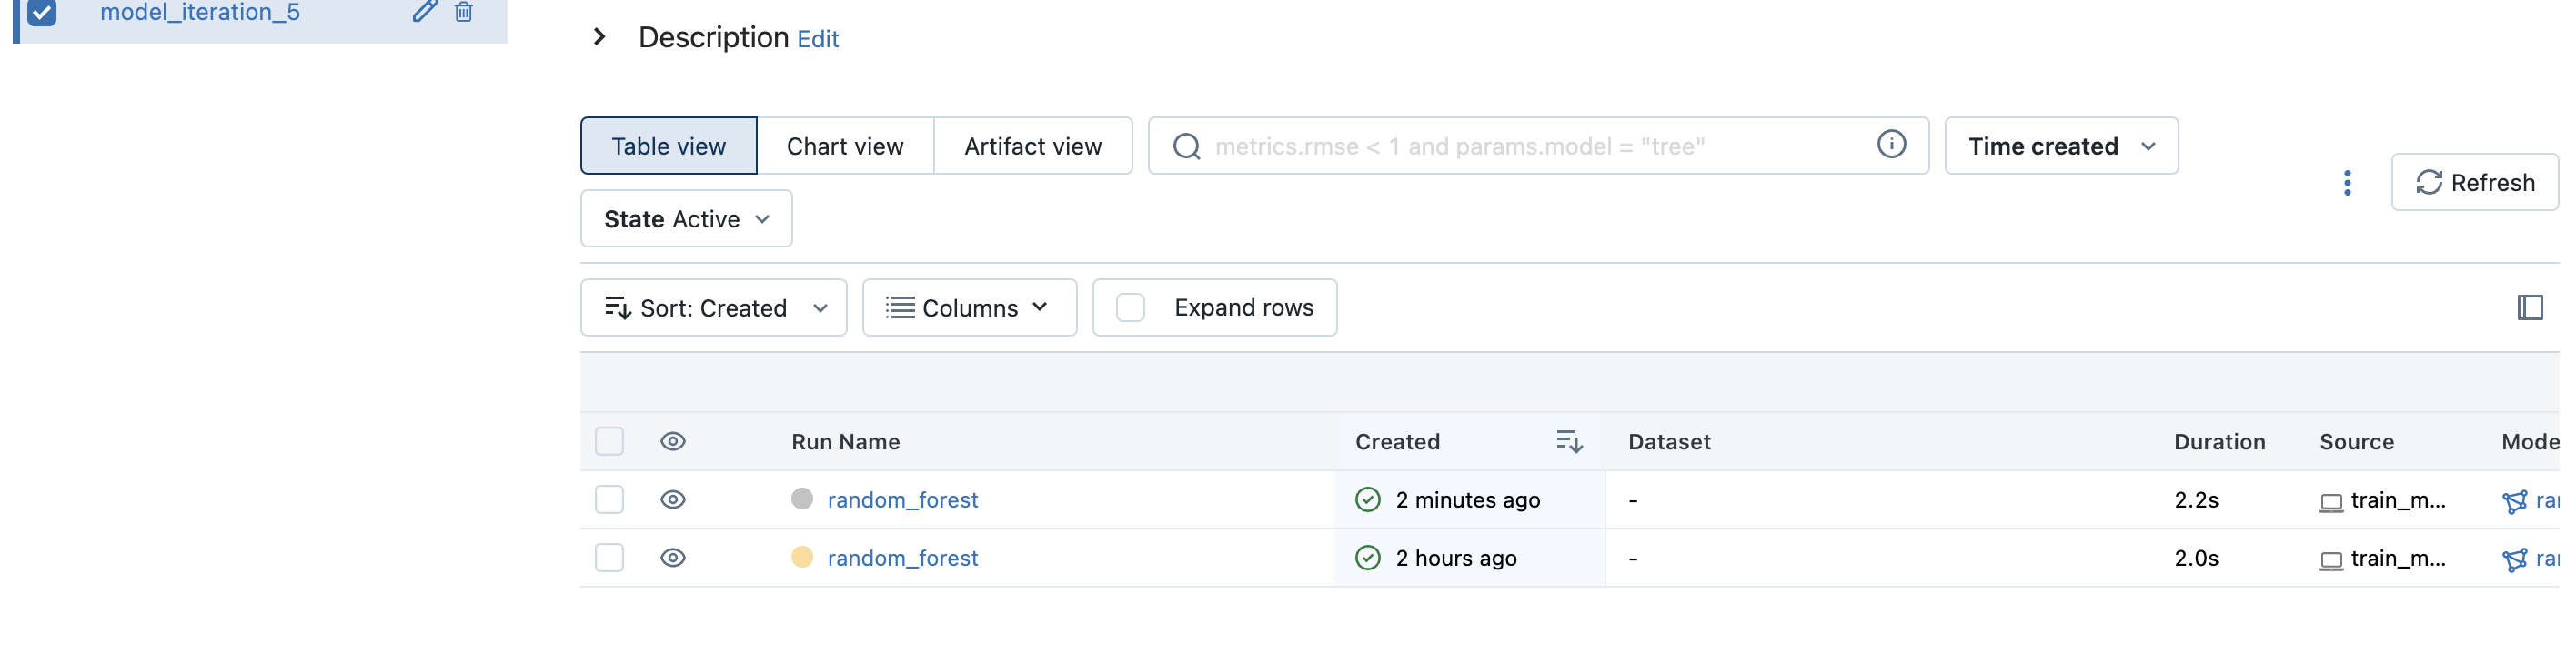 model_iteration_5
Description Edit
Table view Chart view Artifact view metrics.rmse < 1 and params.model = "tree" Time created
Refresh
State Active
Sort: Created Columns Expand rows
Run Name Created Dataset Duration Source Mode
random_forest 2 minutes ago - 2.2s train_m... ra
random_forest 2 hours ago - 2.0s train_m... ra